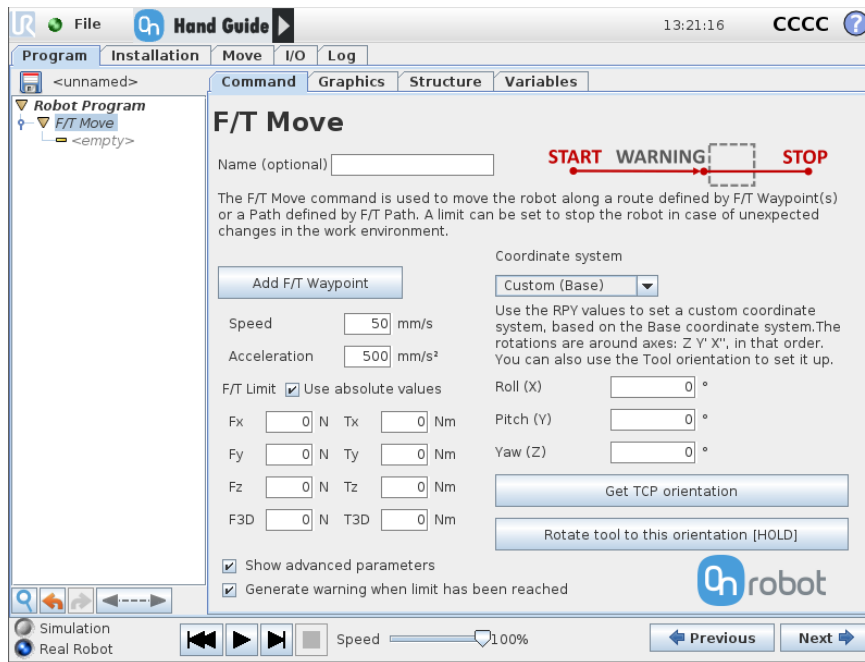 UR File On Hand Guide 13:21:16 CCCC ?
Program Installation Move I/O Log
<unnamed> Command Graphics Structure Variables
Robot Program
F/T Move
<empty>
F/T Move
Name (optional)
START WARNING STOP
The F/T Move command is used to move the robot along a route defined by F/T Waypoint(s)
or a Path defined by F/T Path. A limit can be set to stop the robot in case of unexpected
changes in the work environment.
Coordinate system
Add F/T Waypoint
Custom (Base)
Use the RPY values to set a custom coordinate
system, based on the Base coordinate system.The
rotations are around axes: Z Y' X", in that order.
You can also use the Tool orientation to set it up.
Speed 50 mm/s
Acceleration 500 mm/s²
F/T Limit Use absolute values
Roll (X) 0 °
Fx 0 N Tx 0 Nm
Pitch (Y) 0 °
Fy 0 N Ty 0 Nm
Yaw (Z) 0 °
Fz 0 N Tz 0 Nm
Get TCP orientation
F3D 0 N T3D 0 Nm
Rotate tool to this orientation [HOLD]
Show advanced parameters
Generate warning when limit has been reached
On robot
Simulation
Real Robot
Speed 100%
Previous Next